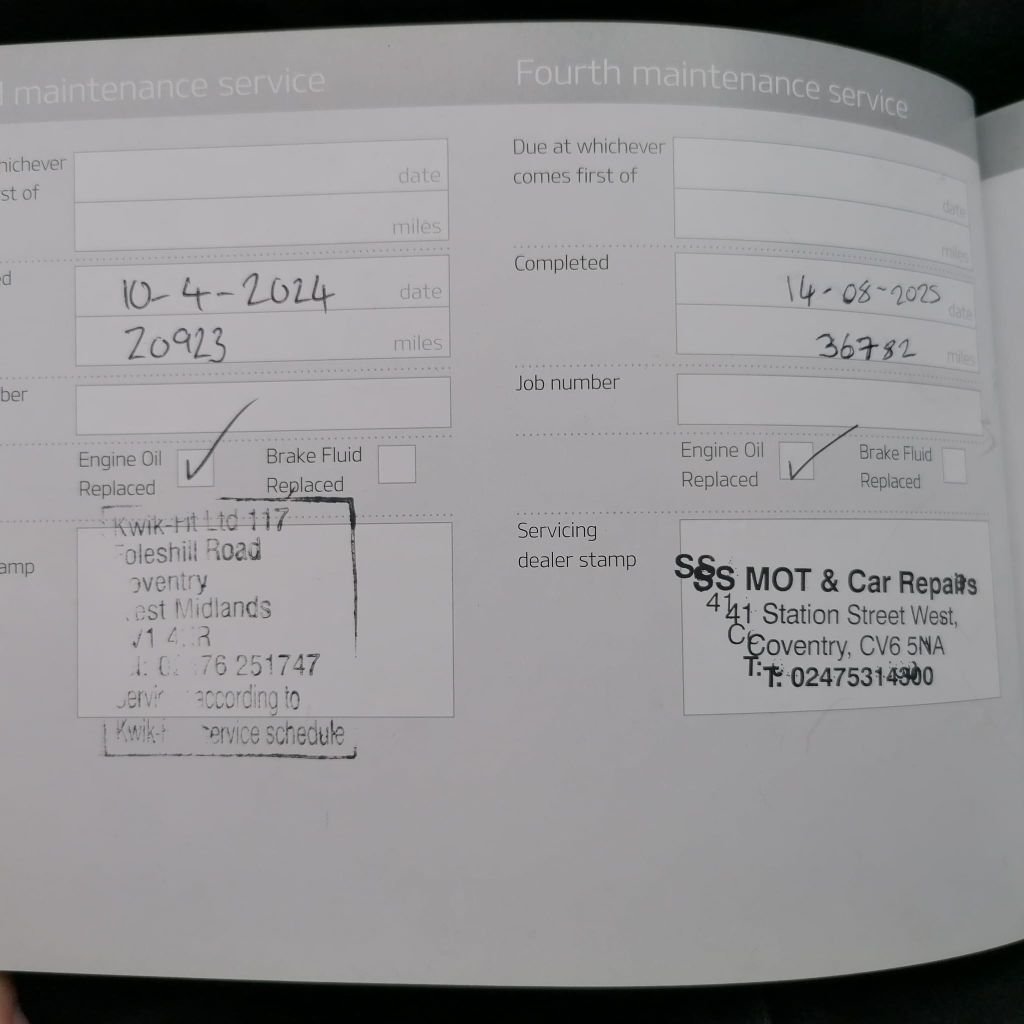 maintenance service
hichever
st of
date
miles
d
10-4-2024 date
20923 miles
ber
Engine Oil
Replaced
Brake Fluid
Replaced
amp
Kwik-Fit Ltd 117
oleshill Road
oventry
est Midlands
76 251747
according to
ervice schedule
Fourth maintenance service
Due at whichever
comes first of
date
miles
Completed
14-08-2025 date
36782 miles
Job number
Engine Oil
Replaced
Brake Fluid
Replaced
Servicing
dealer stamp
SS MOT & Car Repairs
41 Station Street West,
Coventry, CV6 5NA
T: 02475314300